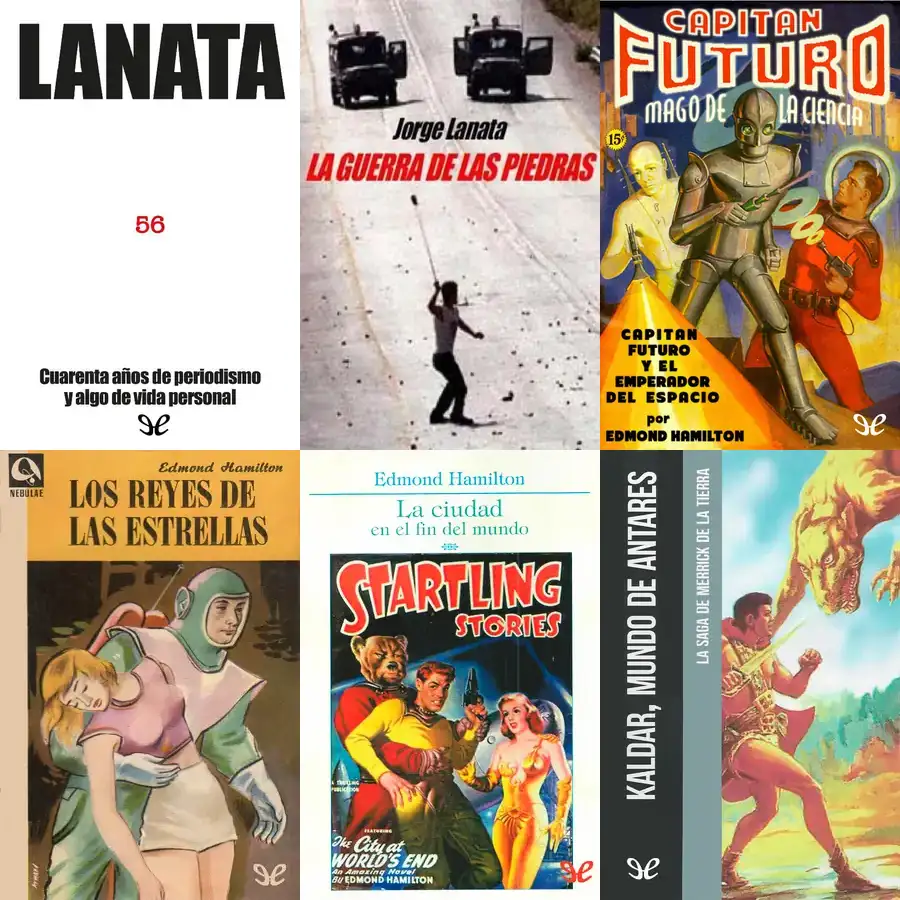 LANATA
56
Cuarenta años de periodismo
y algo de vida personal
Jorge Lanata
LA GUERRA DE LAS PIEDRAS
CAPITAN
FUTURO
MAGO DE LA CIENCIA
15¢
CAPITAN
FUTURO
Y EL
EMPERADOR
DEL ESPACIO
por
EDMOND HAMILTON
NEBULAE
Edmond Hamilton
LOS REYES DE
LAS ESTRELLAS
Edmond Hamilton
La ciudad
en el fin del mundo
STARTLING
STORIES
A THRILLING
PUBLICATION
FEATURING
The City at
WORLD'S END
An Amazing Novel
By EDMOND HAMILTON
KALDAR, MUNDO DE ANTARES
LA SAGA DE MERRICK DE LA TIERRA